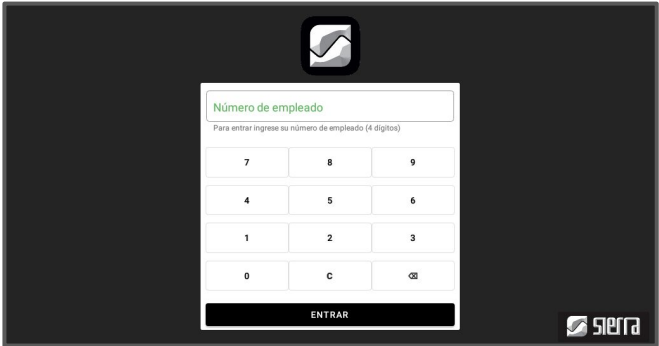 Número de empleado
Para entrar ingrese su número de empleado (4 dígitos)
7 8 9
4 5 6
1 2 3
0 C ⌫
ENTRAR
sierra